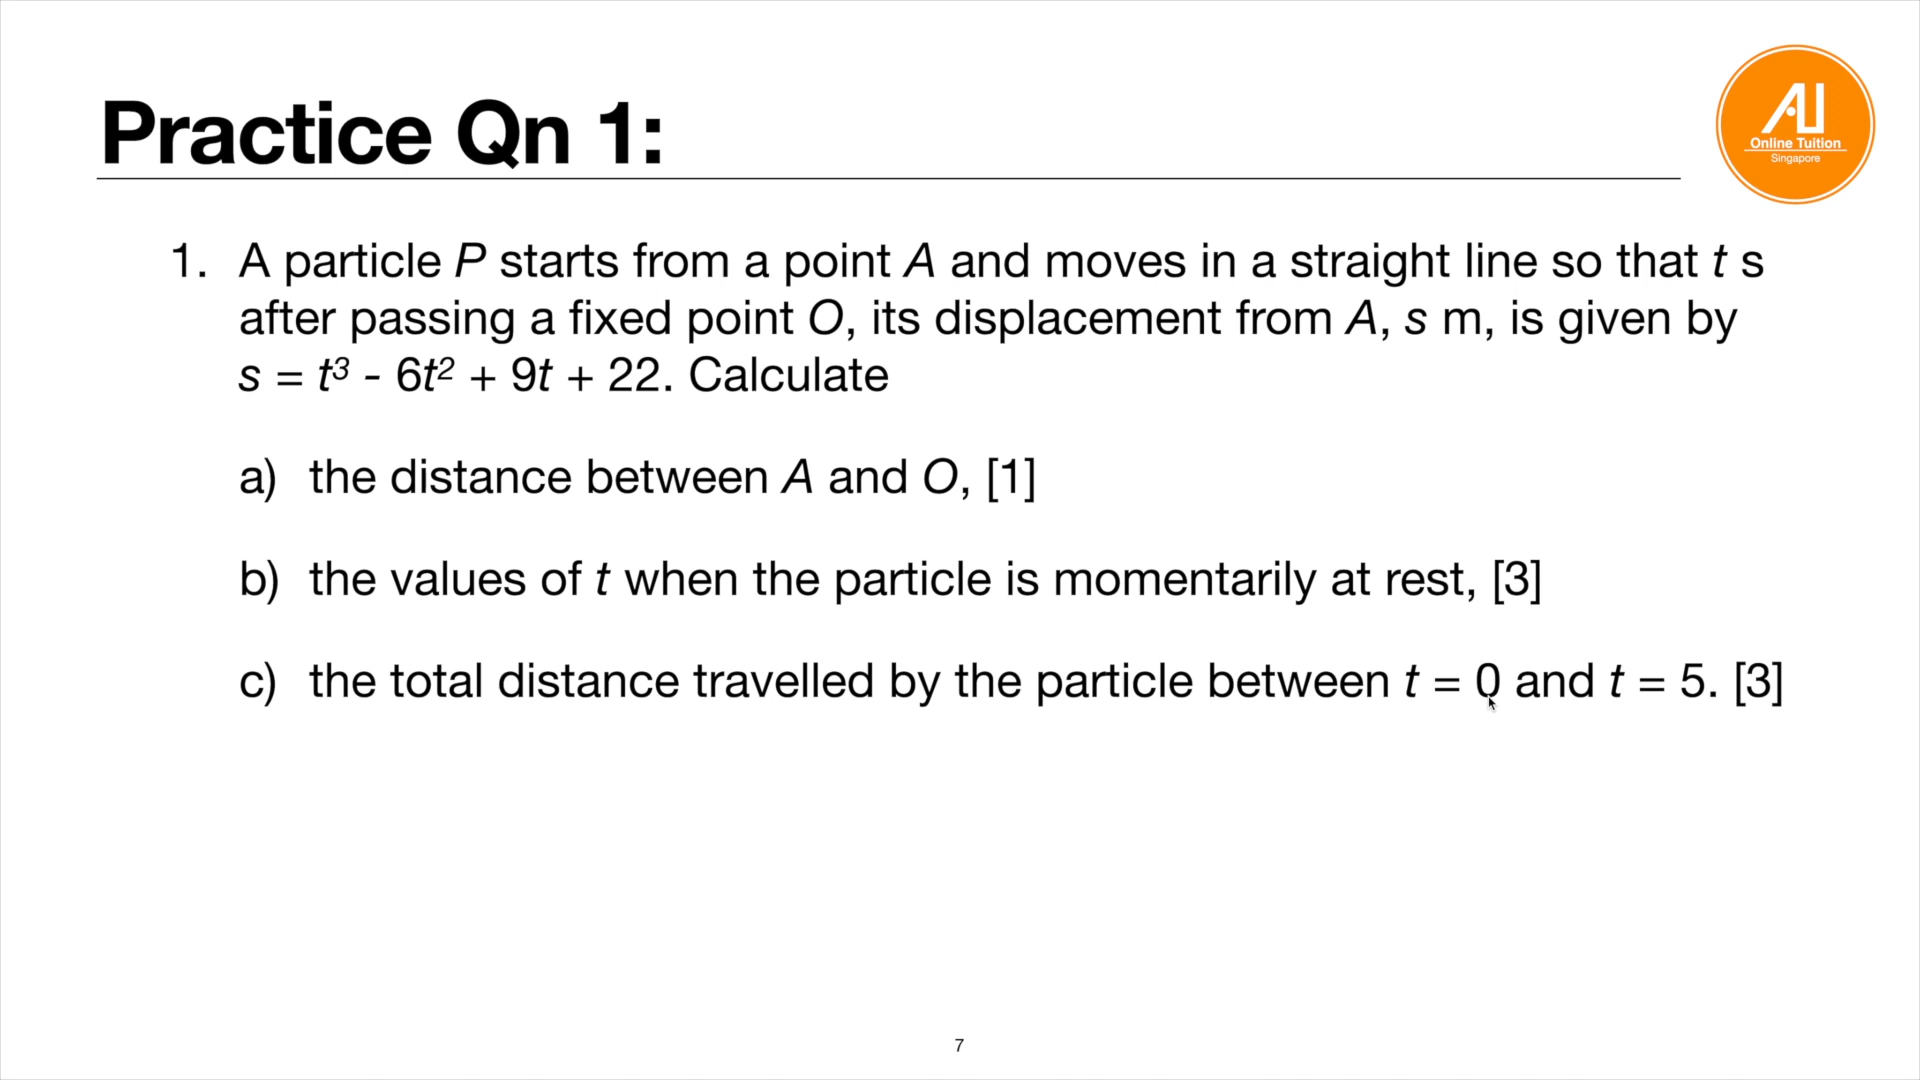 Practice Qn 1:
AU
Online Tuition
Singapore
1. A particle P starts from a point A and moves in a straight line so that t s
after passing a fixed point O, its displacement from A, s m, is given by
s = t³ - 6t² + 9t + 22. Calculate
a) the distance between A and O, [1]
b) the values of t when the particle is momentarily at rest, [3]
c) the total distance travelled by the particle between t = 0 and t = 5. [3]
7